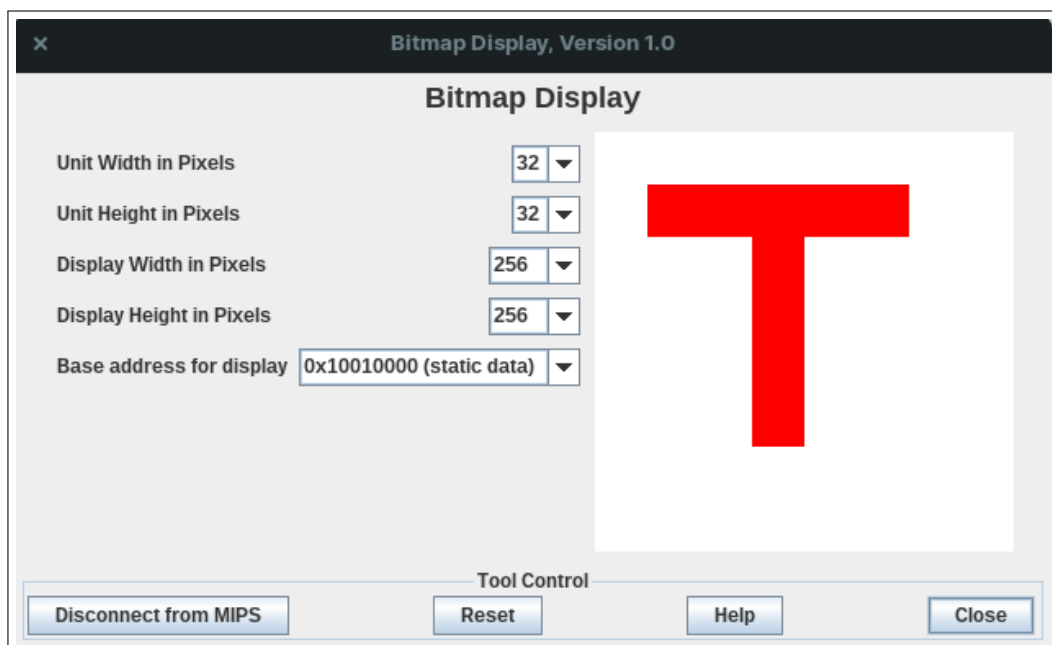 Bitmap Display, Version 1.0
Bitmap Display
Unit Width in Pixels 32
Unit Height in Pixels 32
Display Width in Pixels 256
Display Height in Pixels 256
Base address for display 0x10010000 (static data)
T
Tool Control
Disconnect from MIPS Reset Help Close